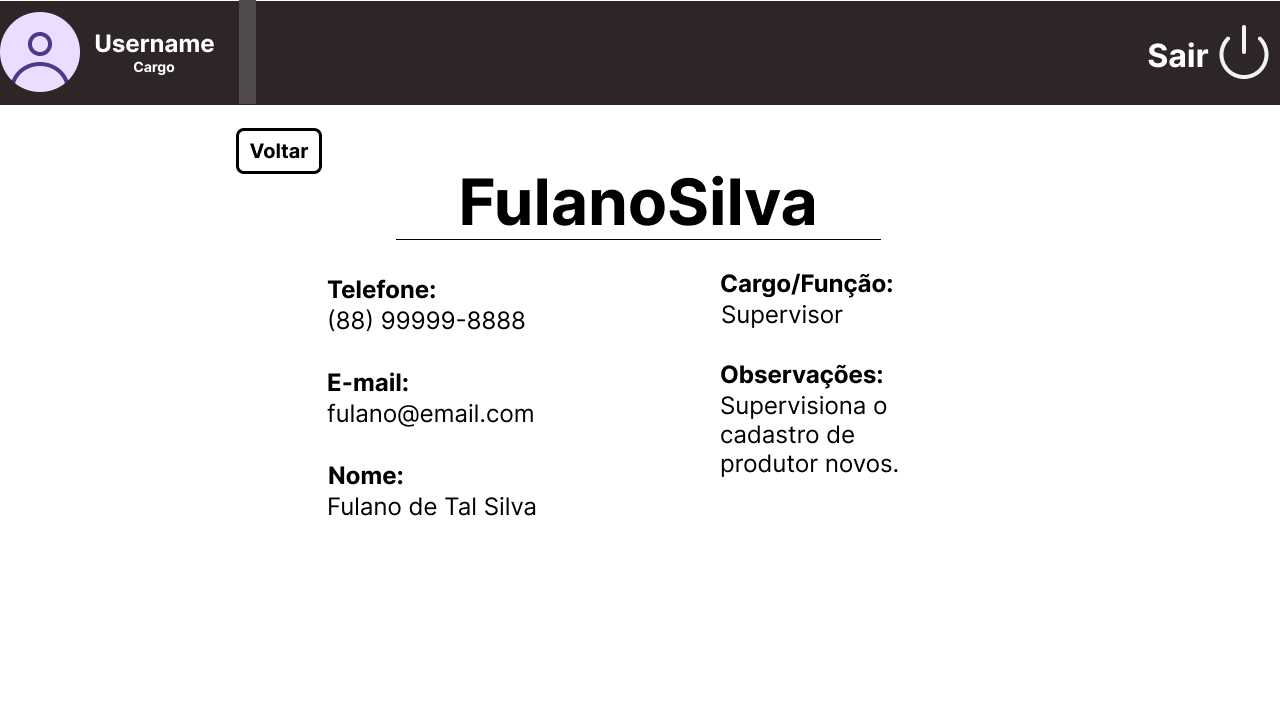 Username
Cargo
Sair
Voltar
FulanoSilva
Telefone:
(88) 99999-8888
E-mail:
fulano@email.com
Nome:
Fulano de Tal Silva
Cargo/Função:
Supervisor
Observações:
Supervisiona o
cadastro de
produtor novos.